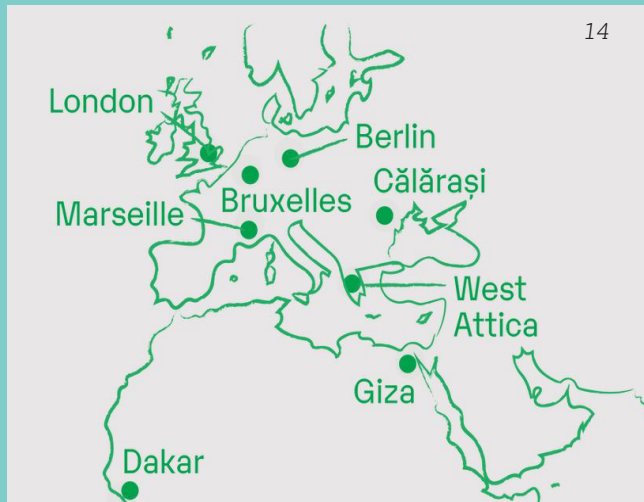 14
London
Berlin
Călărași
Bruxelles
Marseille
West
Attica
Giza
Dakar